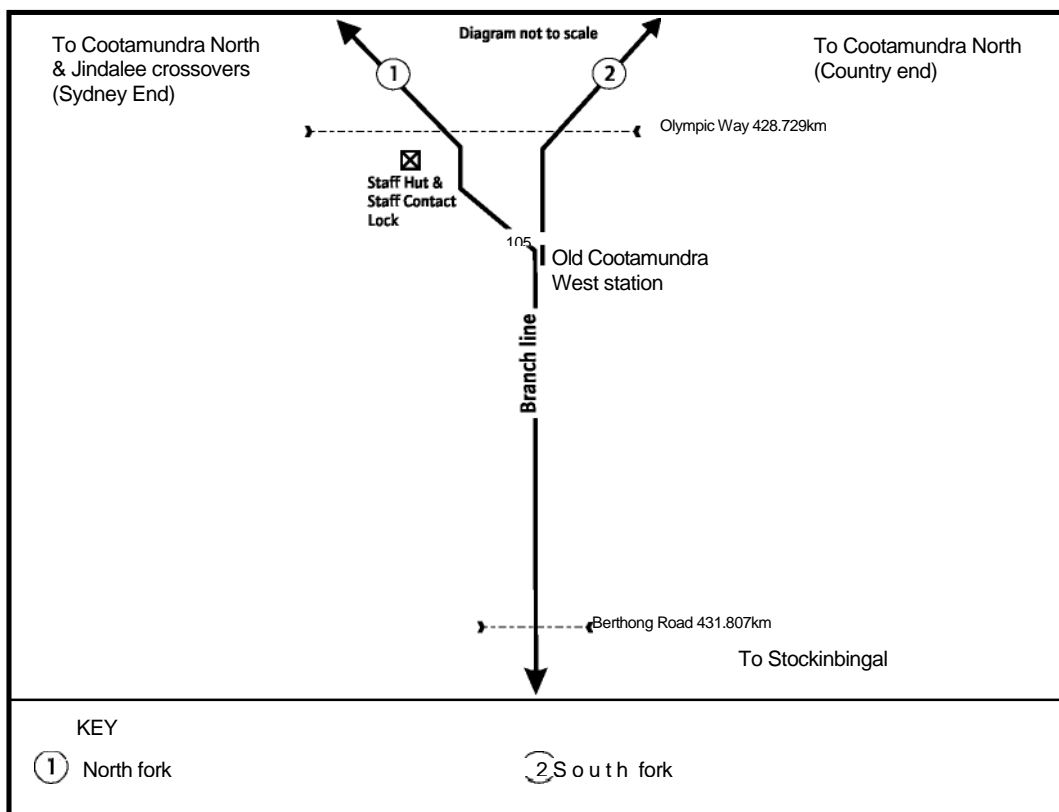 Diagram not to scale
To Cootamundra North
& Jindalee crossovers
(Sydney End)
1
2
To Cootamundra North
(Country end)
Olympic Way 428.729km
Staff Hut &
Staff Contact
Lock
105
Old Cootamundra
West station
Branch line
Berthong Road 431.807km
To Stockinbingal
KEY
1 North fork
2 South fork